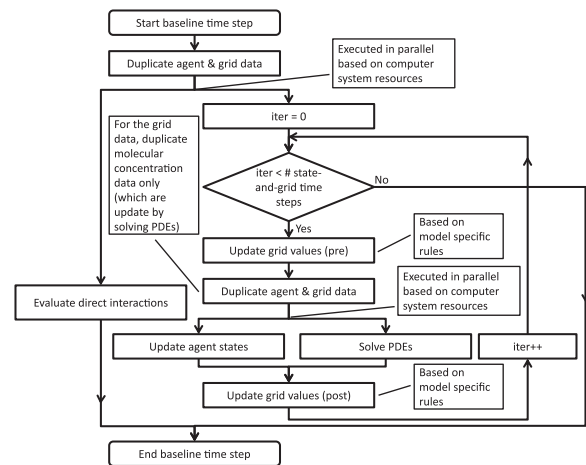 Start baseline time step
Duplicate agent & grid data
Executed in parallel
based on computer
system resources
iter = 0
For the grid
data, duplicate
molecular
concentration
data only
(which are
update by
solving PDEs)
iter < # state-
and-grid time
steps
No
Yes
Update grid values (pre)
Based on
model specific
rules
Duplicate agent & grid data
Executed in parallel
based on computer
system resources
Evaluate direct interactions
Update agent states
Solve PDEs
iter++
Update grid values (post)
Based on
model specific
rules
End baseline time step